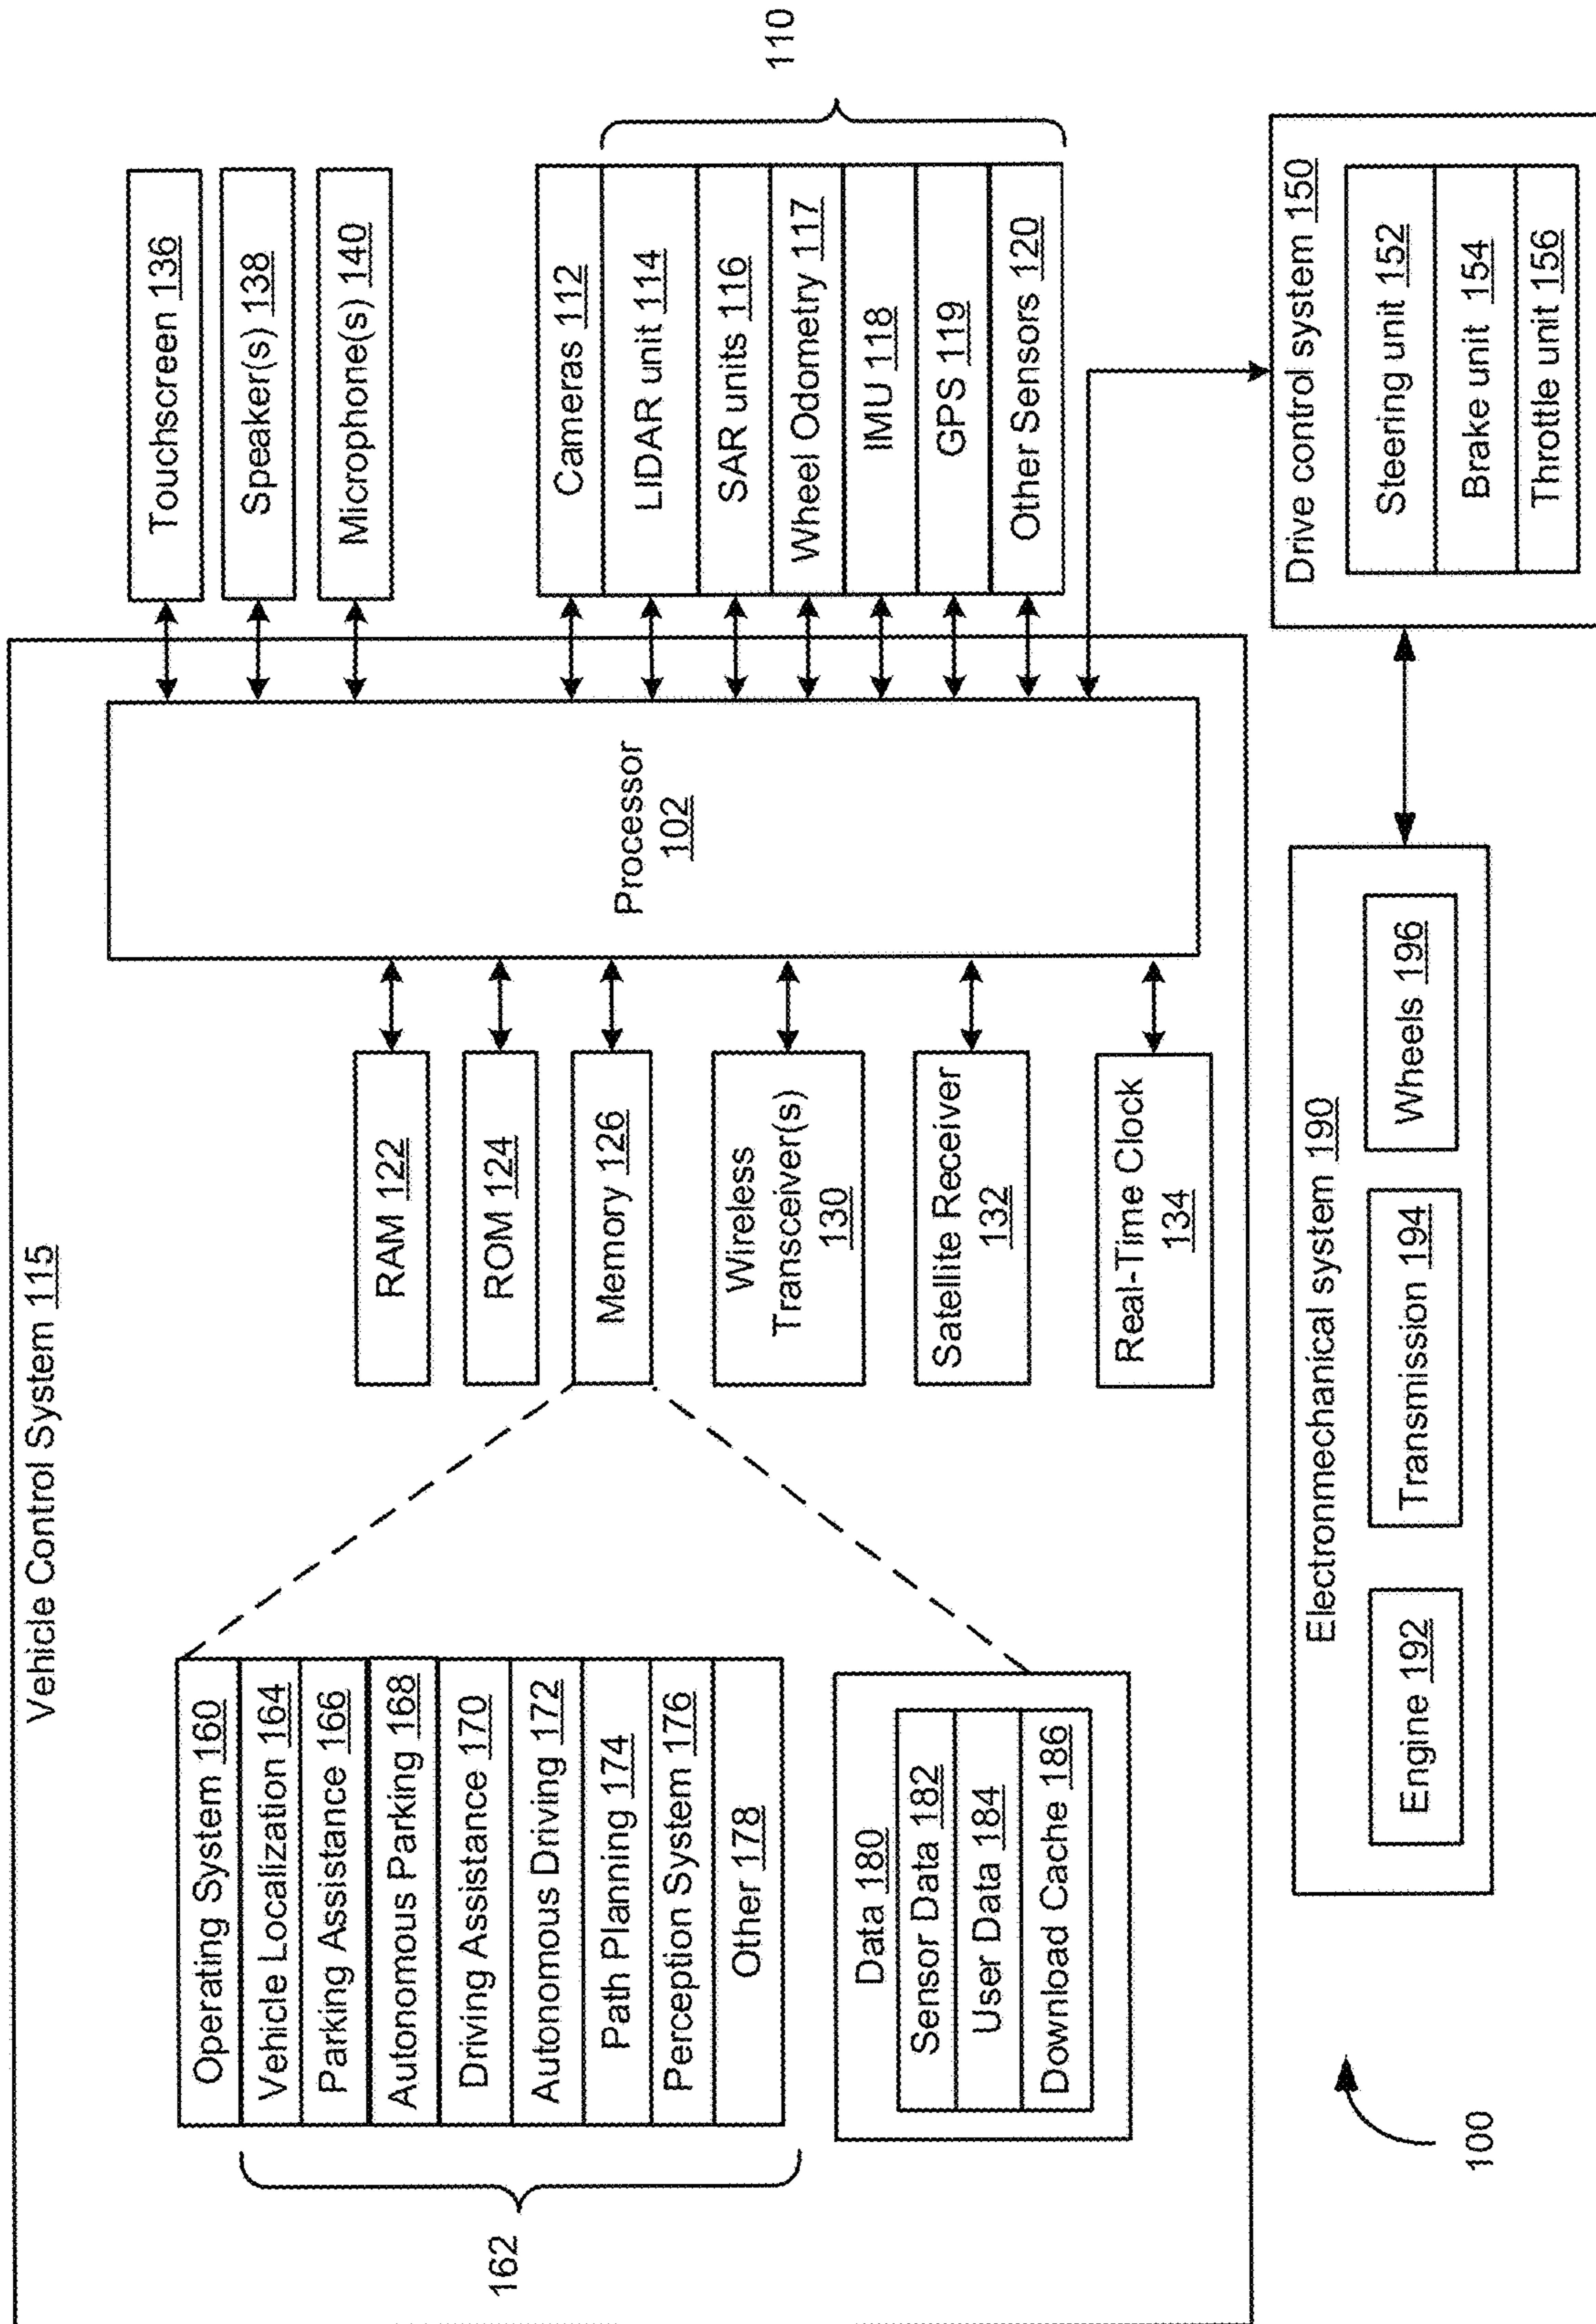 Vehicle Control System 115
Operating System 160
Vehicle Localization 164
Parking Assistance 166
Autonomous Parking 168
Driving Assistance 170
Autonomous Driving 172
Path Planning 174
Perception System 176
Other 178
162
Data 180
Sensor Data 182
User Data 184
Download Cache 186
RAM 122
ROM 124
Memory 126
Wireless
Transceiver(s)
130
Satellite Receiver
132
Real-Time Clock
134
Processor
102
Touchscreen 136
Speaker(s) 138
Microphone(s) 140
Cameras 112
LIDAR unit 114
SAR units 116
Wheel Odometry 117
IMU 118
GPS 119
Other Sensors 120
110
Drive control system 150
Steering unit 152
Brake unit 154
Throttle unit 156
Electronmechanical system 190
Engine 192
Transmission 194
Wheels 196
100